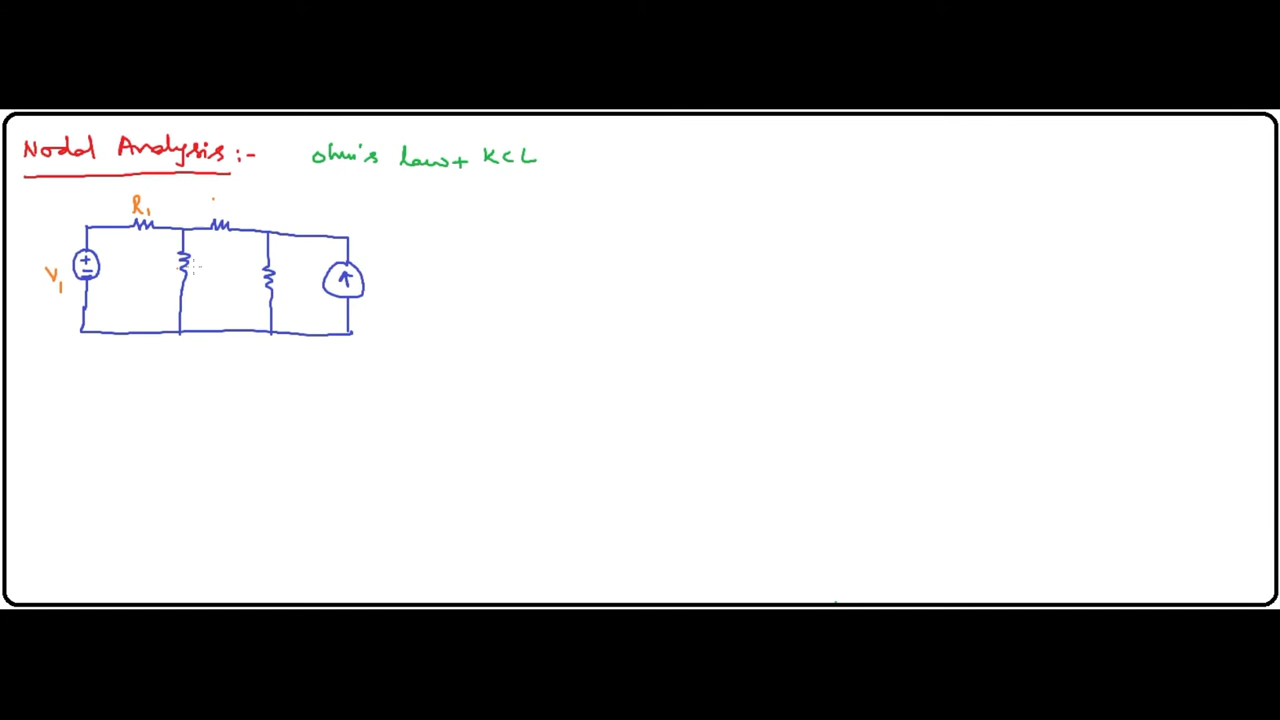 Nodal Analysis :- ohm's law + KCL
R1
V1
+
-